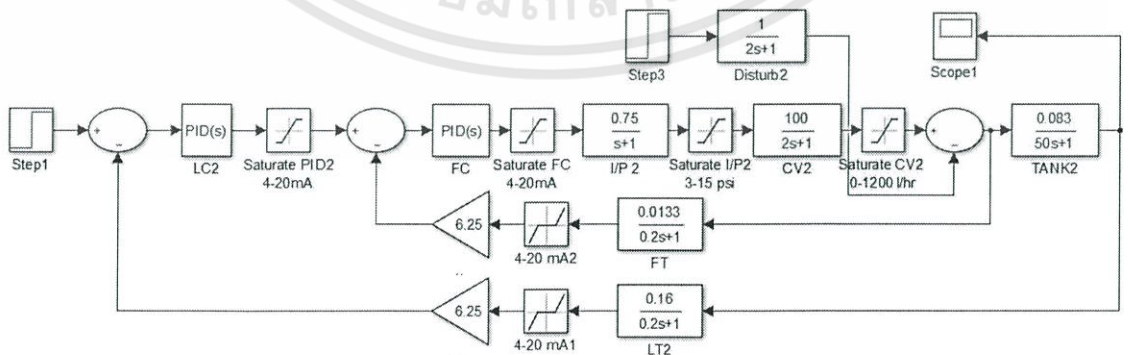 1
2s+1
Step3
Disturb2
Scope1
+
−
PID(s)
+
−
PID(s)
0.75
s+1
100
2s+1
+
−
0.083
50s+1
Step1
LC2
Saturate PID2
4-20mA
FC
Saturate FC
4-20mA
I/P 2
Saturate I/P2
3-15 psi
CV2
Saturate CV2
0-1200 l/hr
TANK2
6.25
0.0133
0.2s+1
4-20 mA2
FT
6.25
0.16
0.2s+1
4-20 mA1
LT2